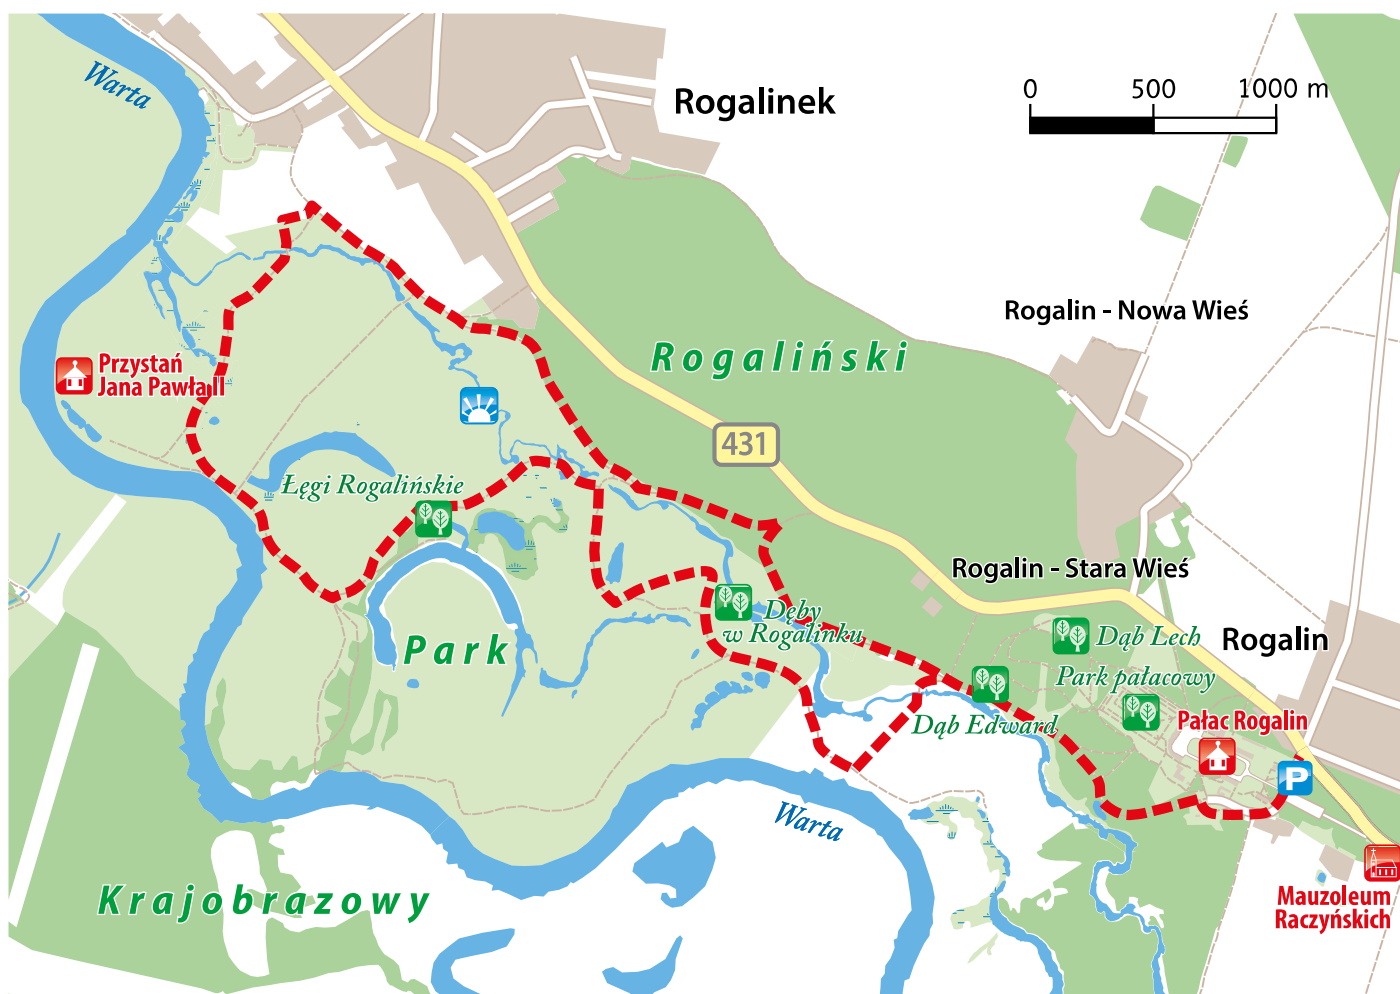 Warta
Rogalinek
0 500 1000 m
Rogalin - Nowa Wieś
Rogaliński
Przystań
Jana Pawła II
431
Łęgi Rogalińskie
Rogalin - Stara Wieś
Dęby
w Rogalinku
Dąb Lech
Rogalin
Park
Park pałacowy
Dąb Edward
Pałac Rogalin
P
Warta
Krajobrazowy
Mauzoleum
Raczyńskich